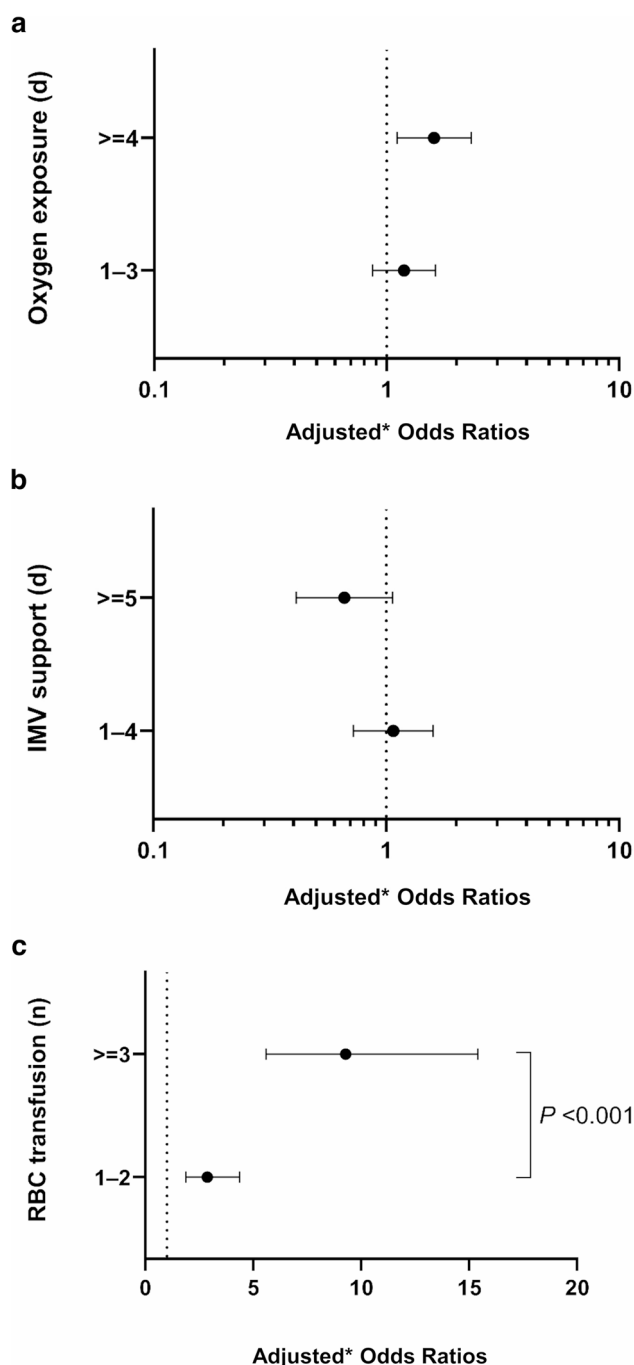 a
Oxygen exposure (d)
>=4
1–3
0.1 1 10
Adjusted* Odds Ratios
b
IMV support (d)
>=5
1–4
0.1 1 10
Adjusted* Odds Ratios
c
RBC transfusion (n)
>=3
P <0.001
1–2
0 5 10 15 20
Adjusted* Odds Ratios